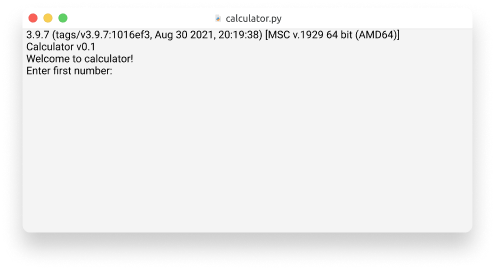 calculator.py
3.9.7 (tags/v3.9.7:1016ef3, Aug 30 2021, 20:19:38) [MSC v.1929 64 bit (AMD64)]
Calculator v0.1
Welcome to calculator!
Enter first number: